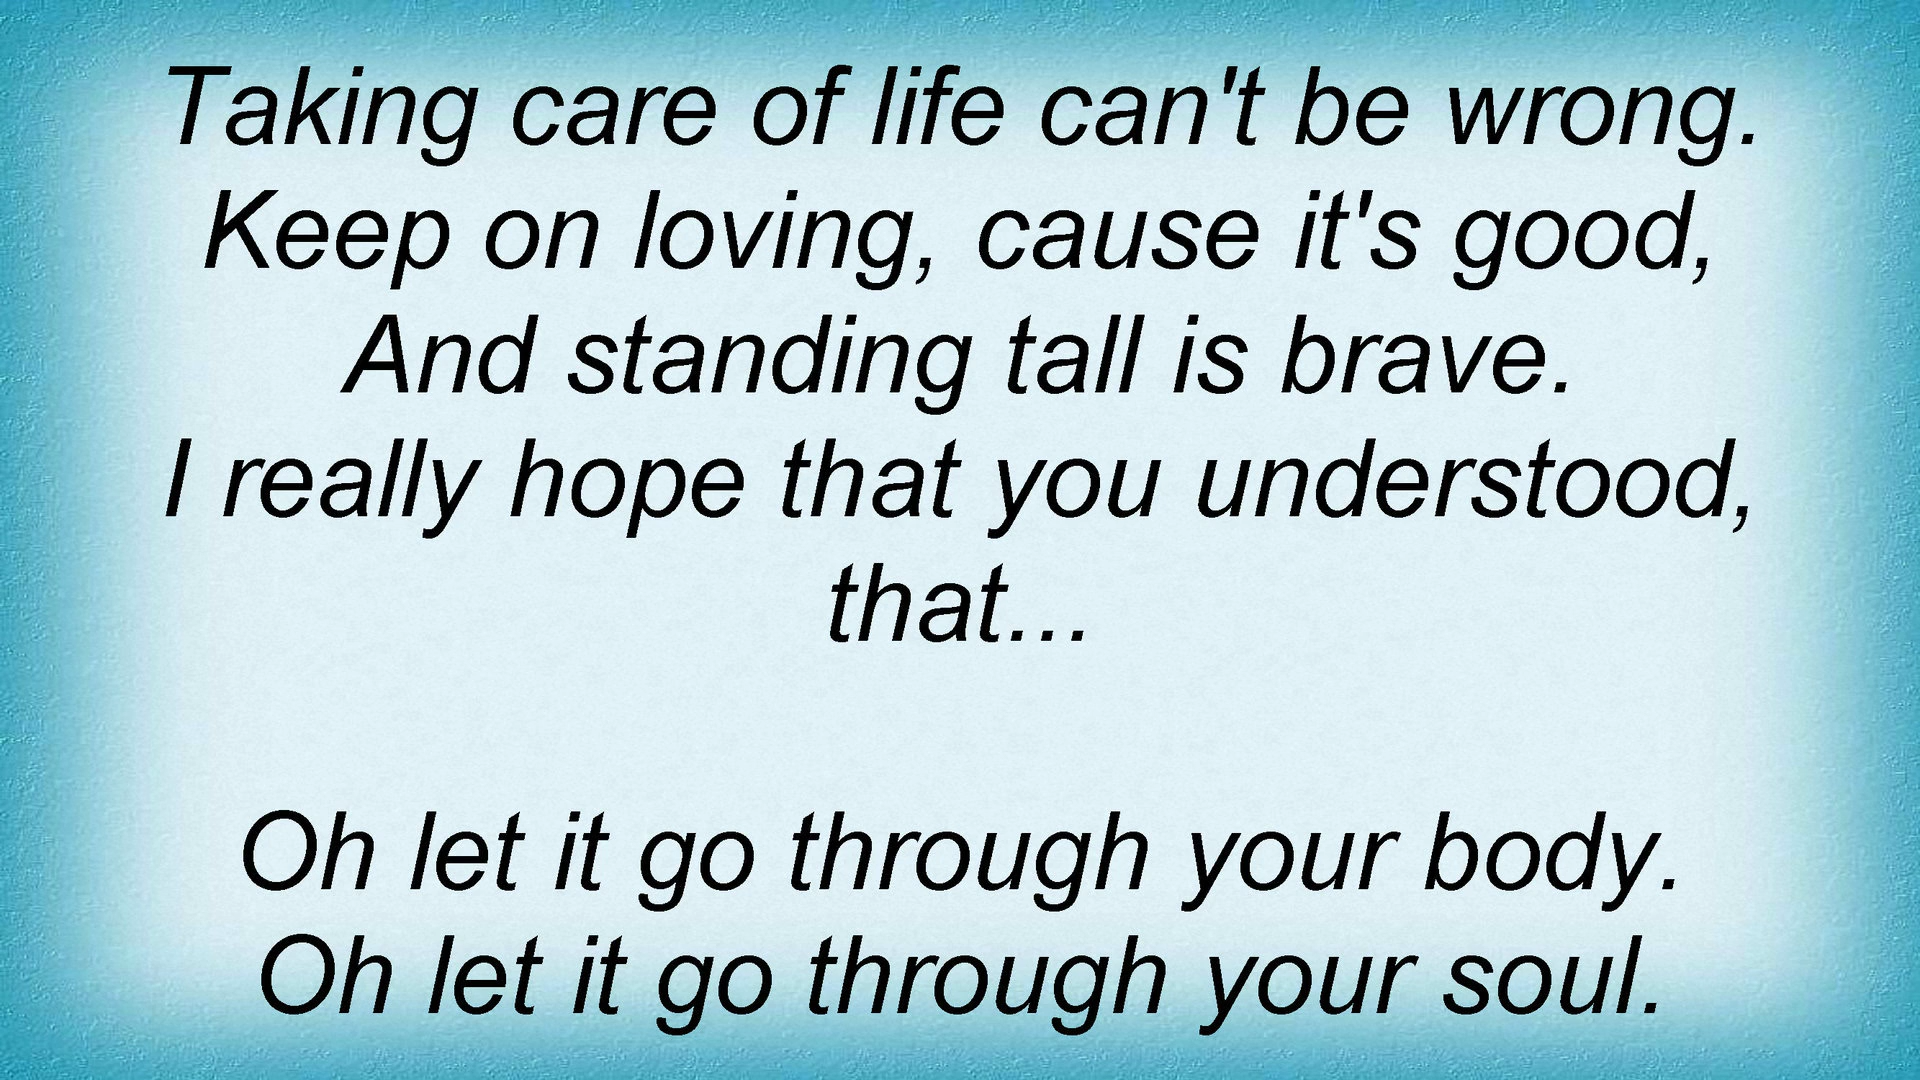 Taking care of life can't be wrong.
Keep on loving, cause it's good,
And standing tall is brave.
I really hope that you understood,
that...
Oh let it go through your body.
Oh let it go through your soul.